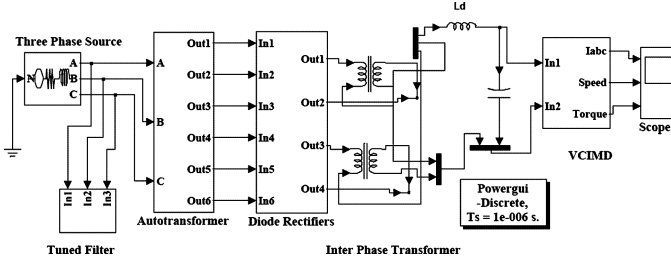 Three Phase Source
N
A
B
C
In1
In2
In3
Tuned Filter
A
B
C
Out1
Out2
Out3
Out4
Out5
Out6
Autotransformer
In1
In2
In3
In4
In5
In6
Out1
Out2
Out3
Out4
Diode Rectifiers
Inter Phase Transformer
Ld
In1
In2
Iabc
Speed
Torque
VCIMD
Scope
Powergui
-Discrete,
Ts = 1e-006 s.